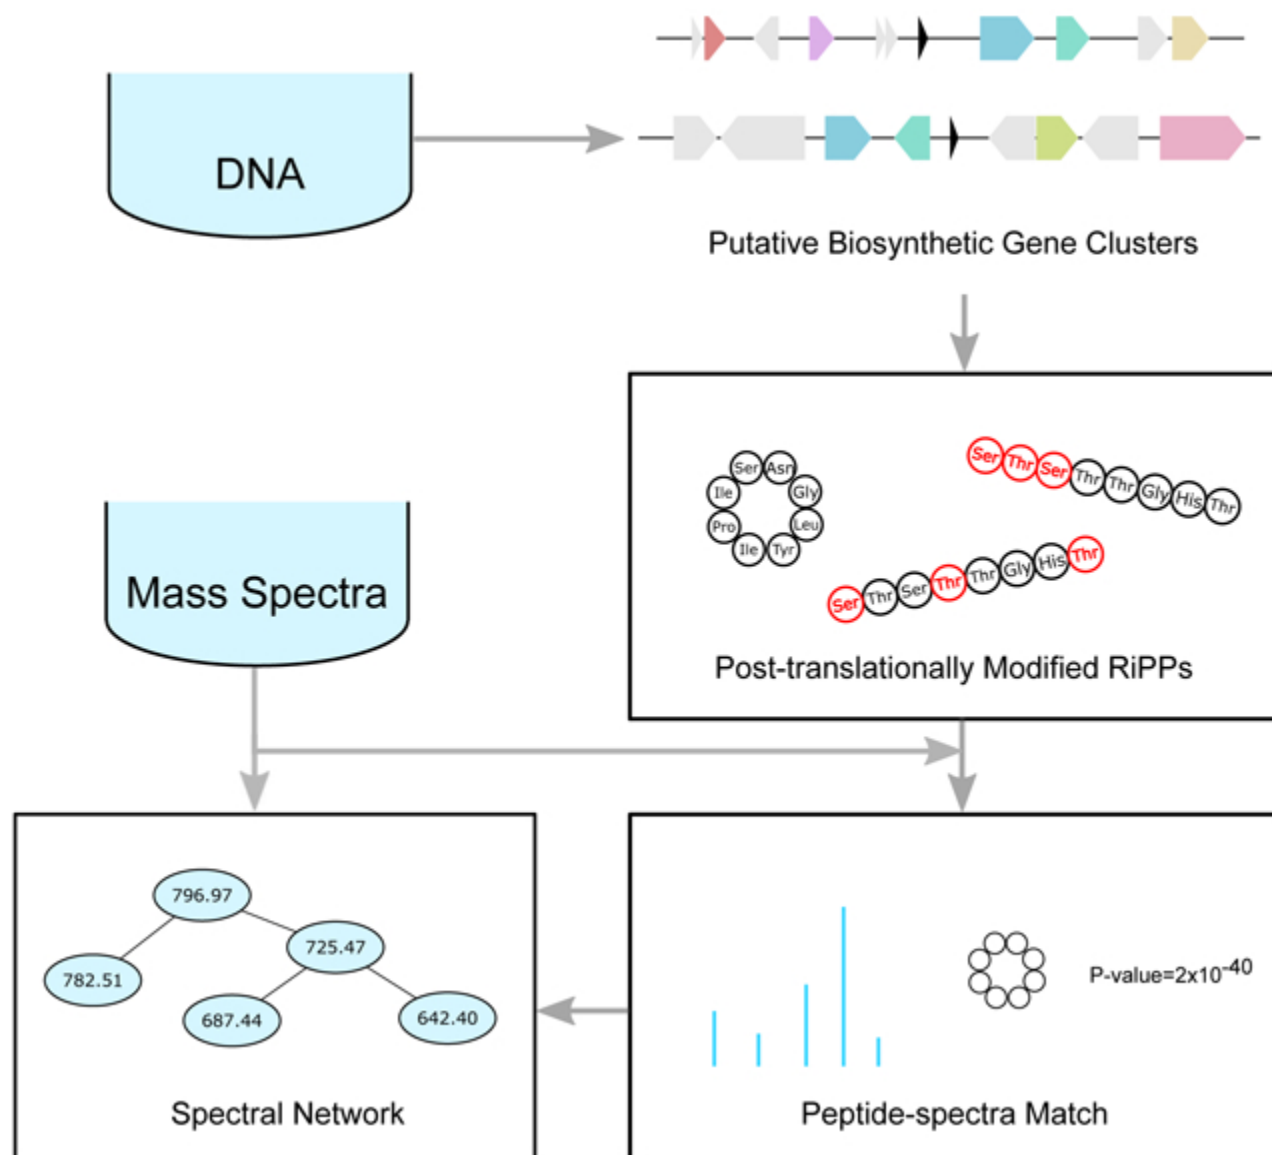 DNA
Putative Biosynthetic Gene Clusters
Ser Asn Gly Leu Tyr Ile Pro Ile
Ser Thr Ser Thr Thr Gly His Thr
Ser Thr Ser Thr Thr Gly His Thr
Post-translationally Modified RiPPs
Mass Spectra
796.97
725.47
782.51
687.44
642.40
Spectral Network
P-value=2x10⁻⁴⁰
Peptide-spectra Match